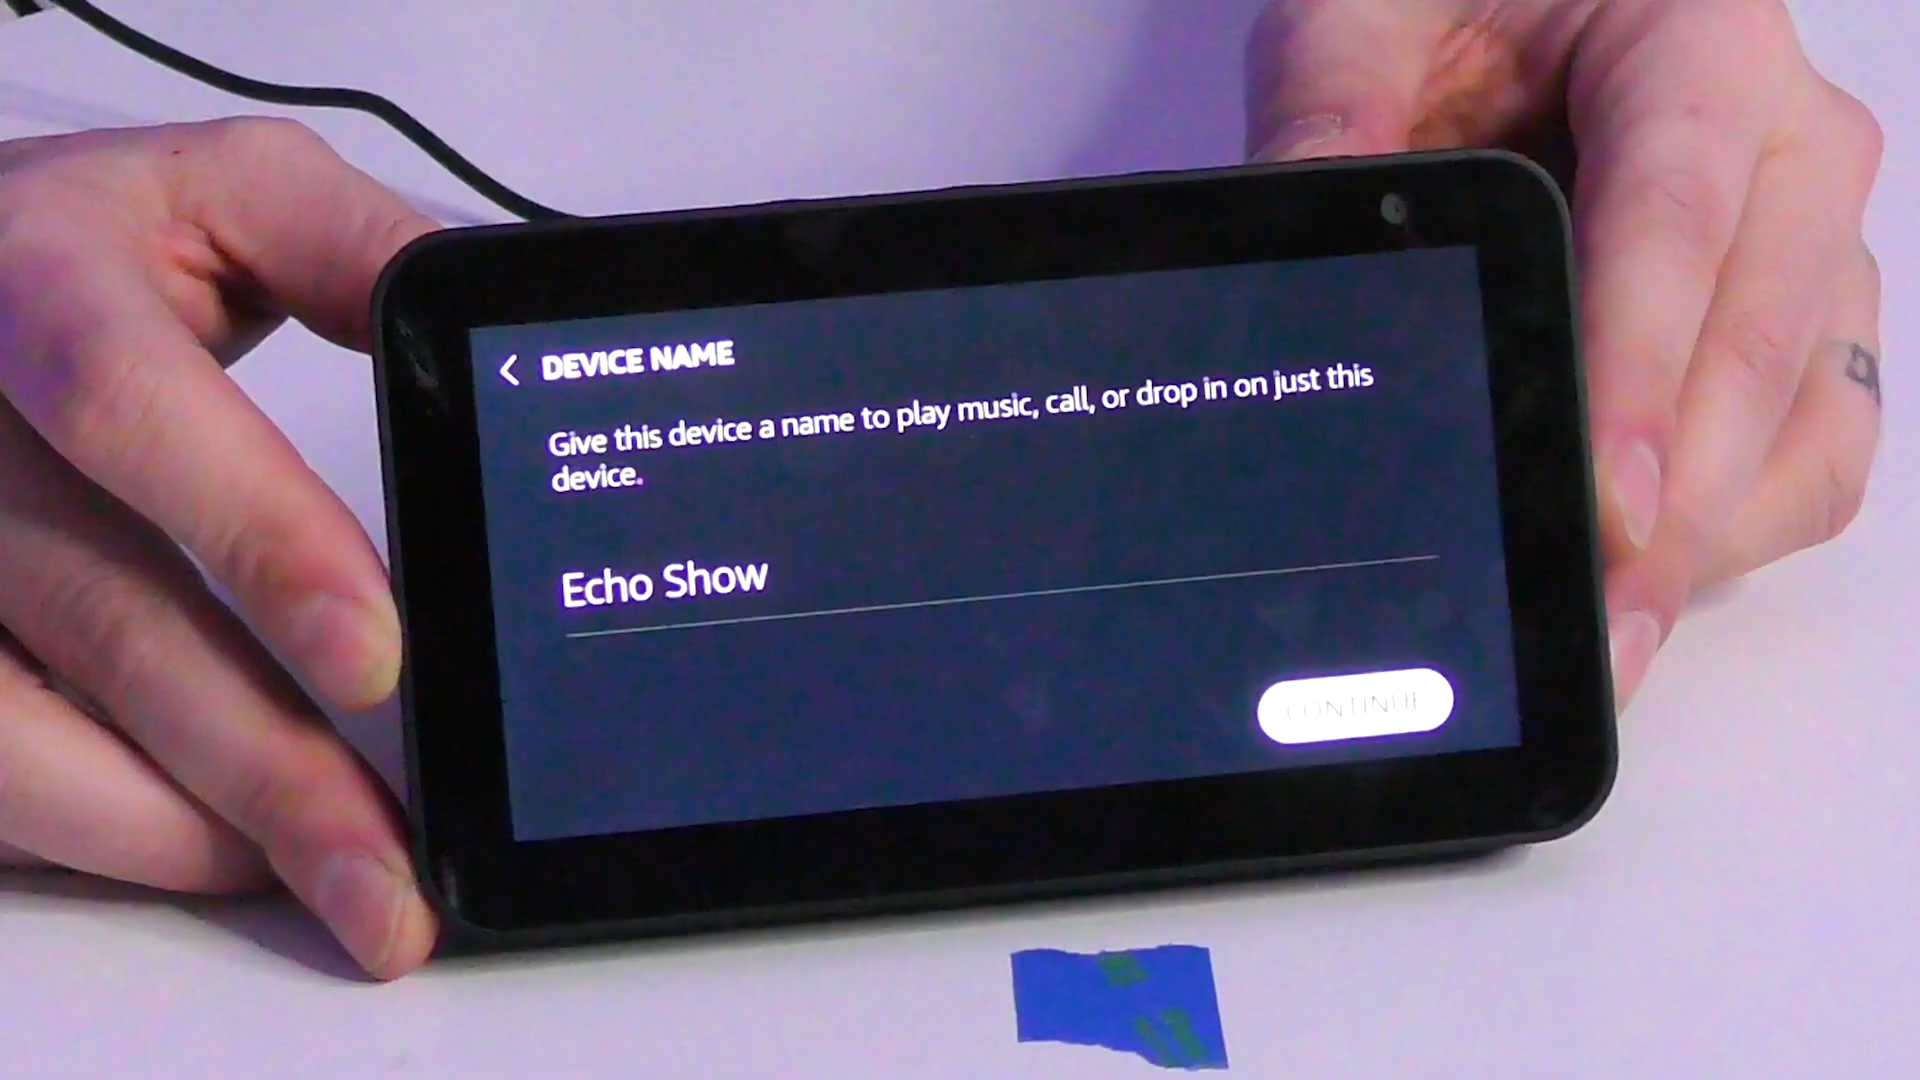 DEVICE NAME
Give this device a name to play music, call, or drop in on just this
device.
Echo Show
CONTINUE